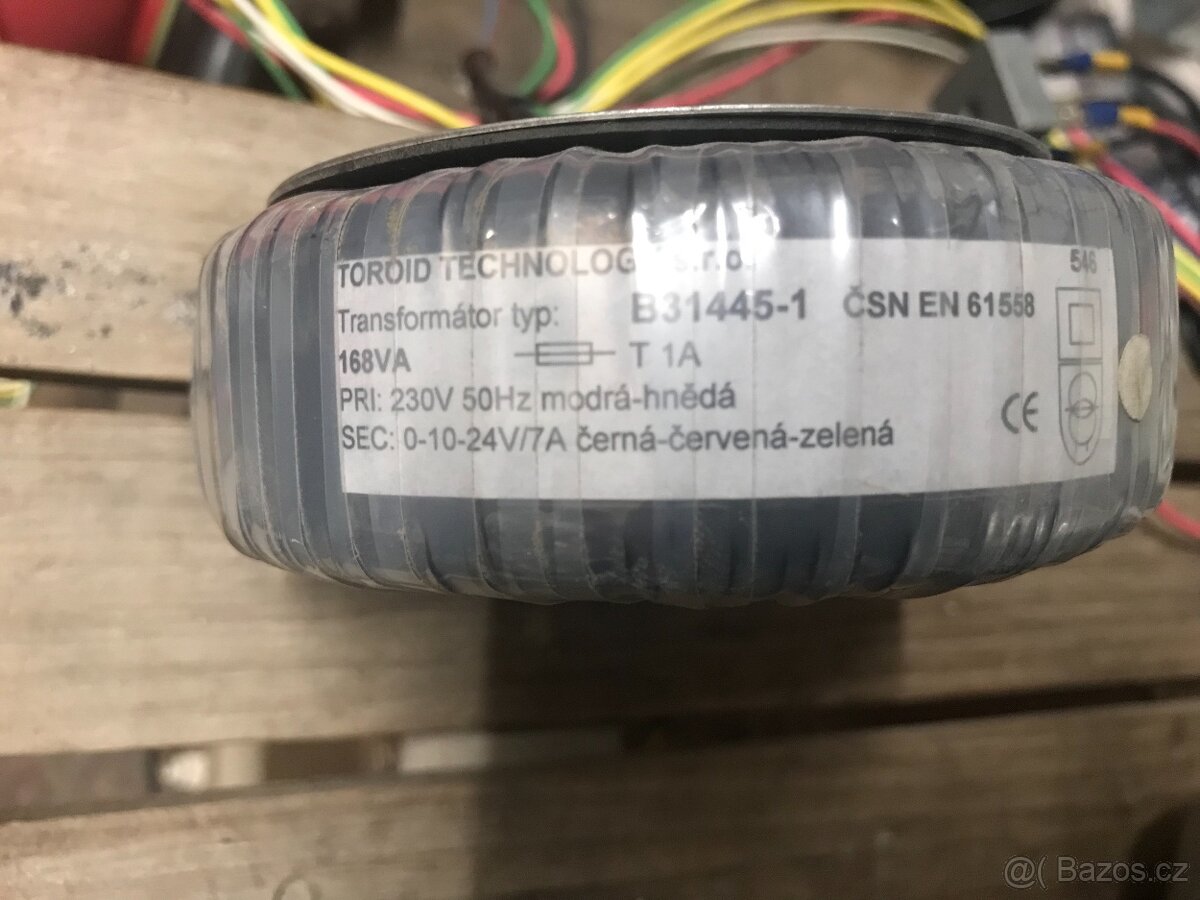 TOROID TECHNOLOGY s.r.o. 546
Transformátor typ: B31445-1 ČSN EN 61558
168VA T 1A
PRI: 230V 50Hz modrá-hnědá
SEC: 0-10-24V/7A černá-červená-zelená
CE
@( Bazos.cz